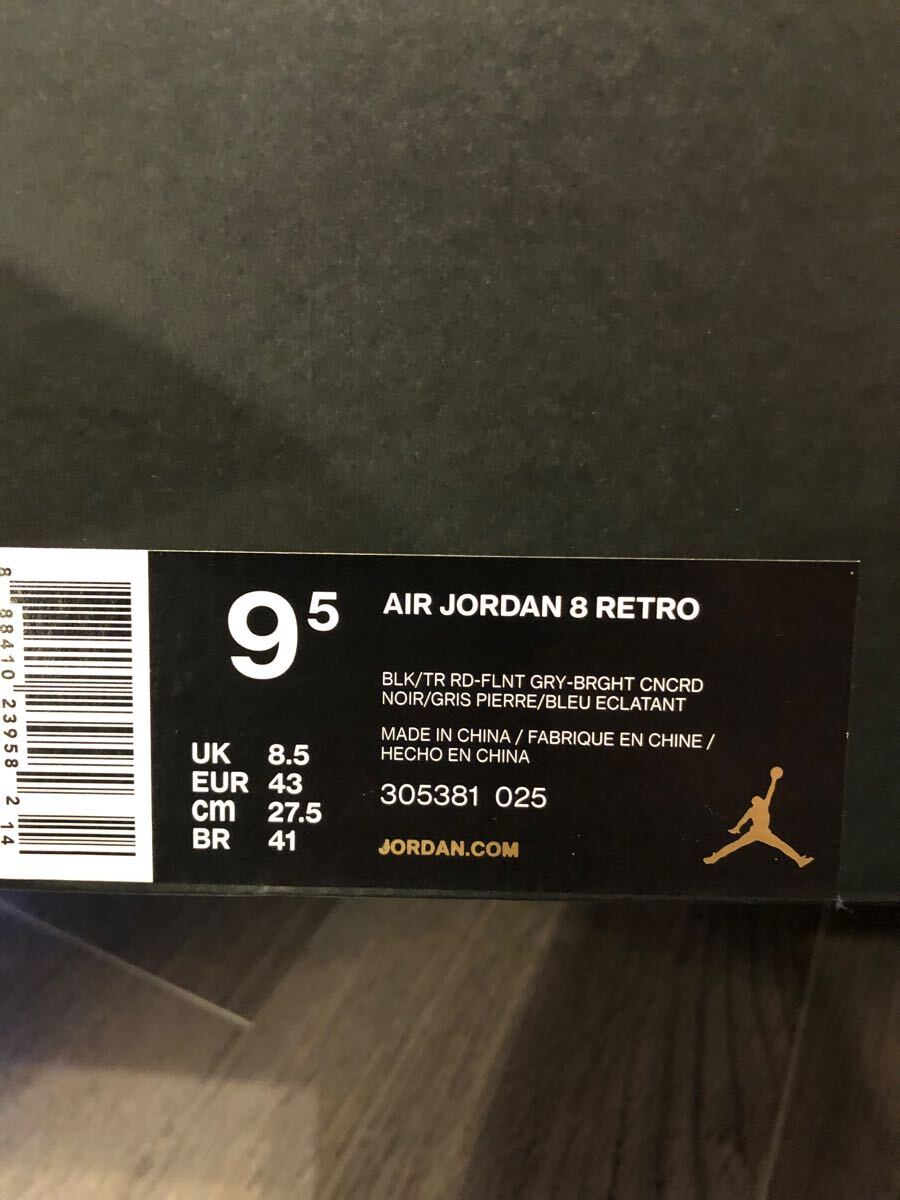 8 88410 23958 2 14
9 5
AIR JORDAN 8 RETRO
BLK/TR RD-FLNT GRY-BRGHT CNCRD
NOIR/GRIS PIERRE/BLEU ECLATANT
MADE IN CHINA / FABRIQUE EN CHINE /
HECHO EN CHINA
305381 025
JORDAN.COM
UK 8.5
EUR 43
cm 27.5
BR 41